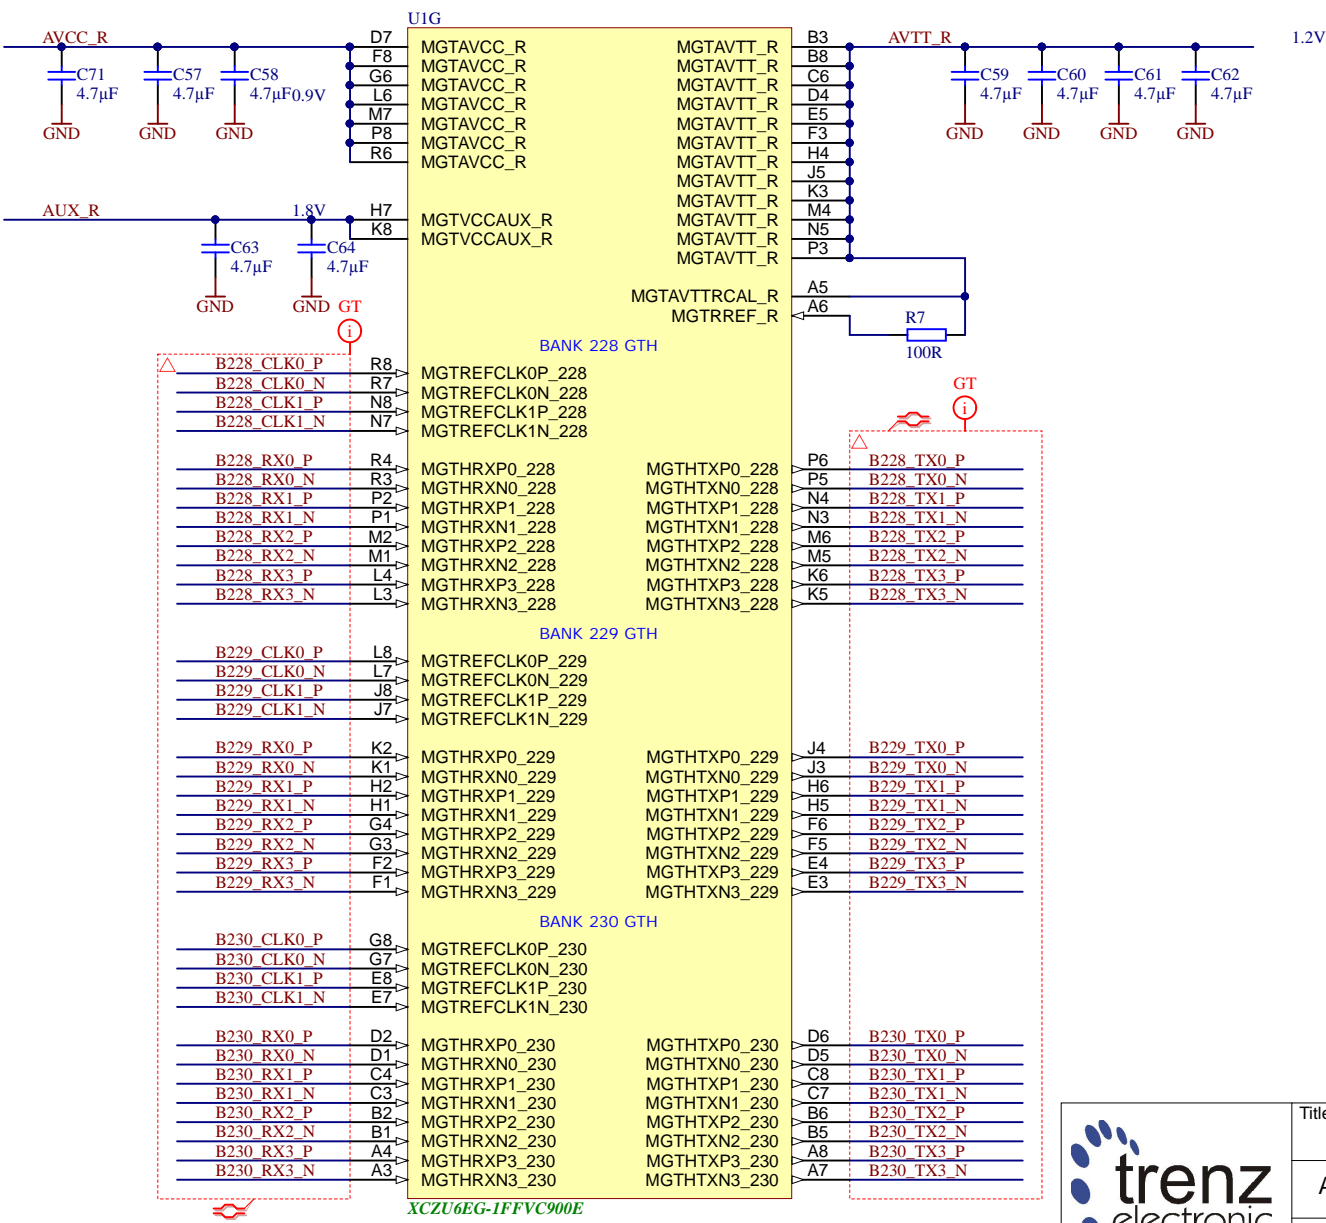 U1G
AVCC_R D7 MGTAVCC_R MGTAVTT_R B3 AVTT_R 1.2V
F8 MGTAVCC_R MGTAVTT_R B8
C71 C57 C58 G6 MGTAVCC_R MGTAVTT_R C6 C59 C60 C61 C62
4.7µF 4.7µF 4.7µF 0.9V L6 MGTAVCC_R MGTAVTT_R D4 4.7µF 4.7µF 4.7µF 4.7µF
M7 MGTAVCC_R MGTAVTT_R E5
GND GND GND P8 MGTAVCC_R MGTAVTT_R F3 GND GND GND GND
R6 MGTAVCC_R MGTAVTT_R H4
MGTAVTT_R J5
MGTAVTT_R K3
AUX_R 1.8V H7 MGTVCCAUX_R MGTAVTT_R M4
K8 MGTVCCAUX_R MGTAVTT_R N5
C63 C64 MGTAVTT_R P3
4.7µF 4.7µF
MGTAVTTRCAL_R A5
GND GND GT MGTRREF_R A6 R7
i
BANK 228 GTH 100R
B228_CLK0_P R8 MGTREFCLK0P_228
B228_CLK0_N R7 MGTREFCLK0N_228 GT
B228_CLK1_P N8 MGTREFCLK1P_228 i
B228_CLK1_N N7 MGTREFCLK1N_228
B228_RX0_P R4 MGTHRXP0_228 MGTHTXP0_228 P6 B228_TX0_P
B228_RX0_N R3 MGTHRXN0_228 MGTHTXN0_228 P5 B228_TX0_N
B228_RX1_P P2 MGTHRXP1_228 MGTHTXP1_228 N4 B228_TX1_P
B228_RX1_N P1 MGTHRXN1_228 MGTHTXN1_228 N3 B228_TX1_N
B228_RX2_P M2 MGTHRXP2_228 MGTHTXP2_228 M6 B228_TX2_P
B228_RX2_N M1 MGTHRXN2_228 MGTHTXN2_228 M5 B228_TX2_N
B228_RX3_P L4 MGTHRXP3_228 MGTHTXP3_228 K6 B228_TX3_P
B228_RX3_N L3 MGTHRXN3_228 MGTHTXN3_228 K5 B228_TX3_N
BANK 229 GTH
B229_CLK0_P L8 MGTREFCLK0P_229
B229_CLK0_N L7 MGTREFCLK0N_229
B229_CLK1_P J8 MGTREFCLK1P_229
B229_CLK1_N J7 MGTREFCLK1N_229
B229_RX0_P K2 MGTHRXP0_229 MGTHTXP0_229 J4 B229_TX0_P
B229_RX0_N K1 MGTHRXN0_229 MGTHTXN0_229 J3 B229_TX0_N
B229_RX1_P H2 MGTHRXP1_229 MGTHTXP1_229 H6 B229_TX1_P
B229_RX1_N H1 MGTHRXN1_229 MGTHTXN1_229 H5 B229_TX1_N
B229_RX2_P G4 MGTHRXP2_229 MGTHTXP2_229 F6 B229_TX2_P
B229_RX2_N G3 MGTHRXN2_229 MGTHTXN2_229 F5 B229_TX2_N
B229_RX3_P F2 MGTHRXP3_229 MGTHTXP3_229 E4 B229_TX3_P
B229_RX3_N F1 MGTHRXN3_229 MGTHTXN3_229 E3 B229_TX3_N
BANK 230 GTH
B230_CLK0_P G8 MGTREFCLK0P_230
B230_CLK0_N G7 MGTREFCLK0N_230
B230_CLK1_P E8 MGTREFCLK1P_230
B230_CLK1_N E7 MGTREFCLK1N_230
B230_RX0_P D2 MGTHRXP0_230 MGTHTXP0_230 D6 B230_TX0_P
B230_RX0_N D1 MGTHRXN0_230 MGTHTXN0_230 D5 B230_TX0_N
B230_RX1_P C4 MGTHRXP1_230 MGTHTXP1_230 C8 B230_TX1_P
B230_RX1_N C3 MGTHRXN1_230 MGTHTXN1_230 C7 B230_TX1_N
B230_RX2_P B2 MGTHRXP2_230 MGTHTXP2_230 B6 B230_TX2_P
B230_RX2_N B1 MGTHRXN2_230 MGTHTXN2_230 B5 B230_TX2_N
B230_RX3_P A4 MGTHRXP3_230 MGTHTXP3_230 A8 B230_TX3_P
B230_RX3_N A3 MGTHRXN3_230 MGTHTXN3_230 A7 B230_TX3_N
XCZU6EG-1FFVC900E
Title
trenz
electronic
A